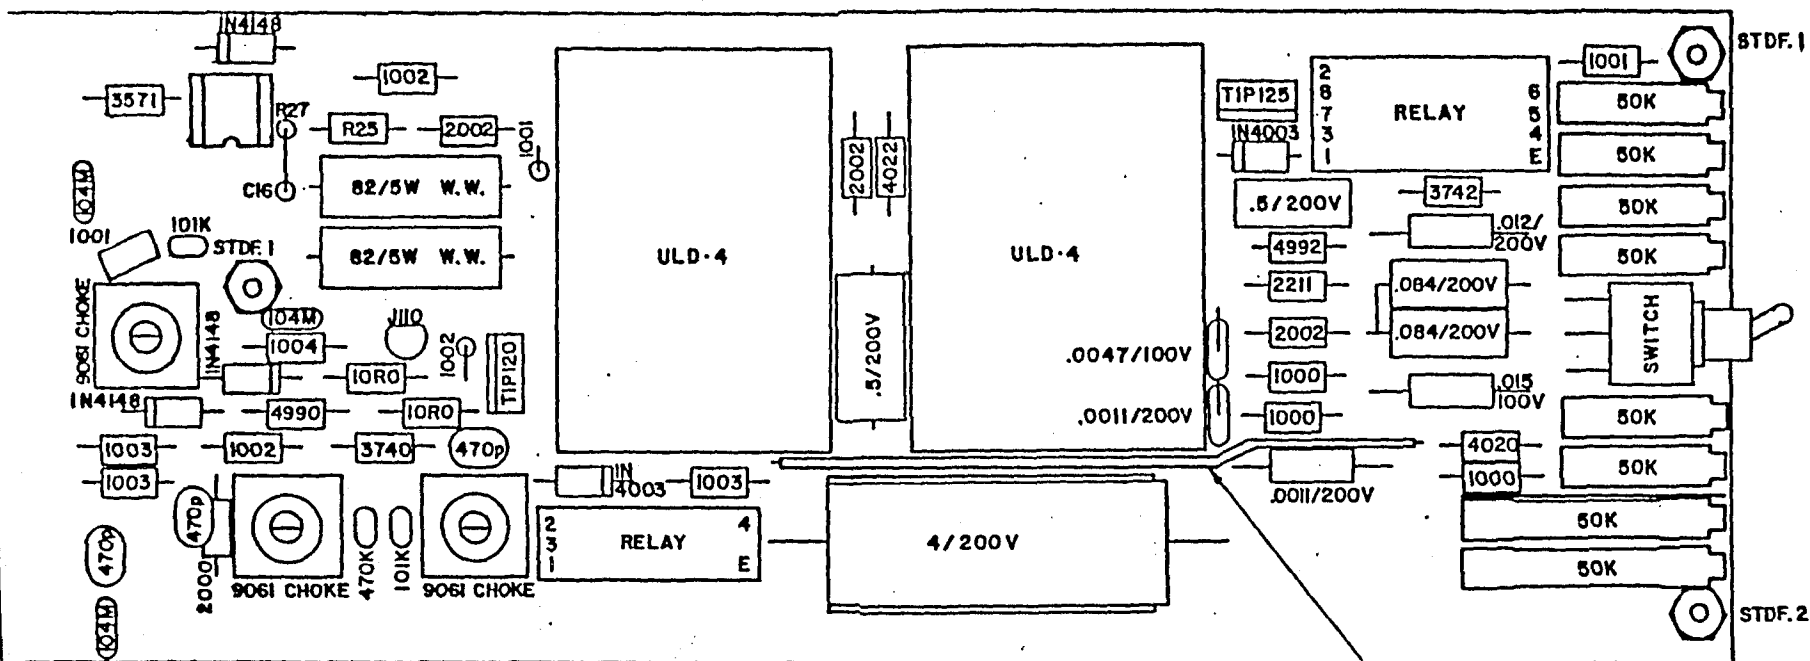 1N4148
3571
1002
R27
R25
2002
1001
C16
82/5W W.W.
104M
1001
101K
STDF.1
82/5W W.W.
9061 CHOKE
104M
J110
1N4148
1004
1002
TIP120
10R0
1N4148
4990
10R0
1003
1002
3740
470p
1003
470p
2000
9061 CHOKE
470K
101K
9061 CHOKE
470p
104M
ULD·4
2002
4022
.5/200V
ULD·4
.0047/100V
.0011/200V
1N
4003
1003
2
3
1
RELAY
4
E
4/200V
TIP125
1N4003
2
8
7
3
1
RELAY
6
5
4
E
1001
STDF.1
50K
50K
50K
50K
.5/200V
3742
.012/
200V
4992
2211
.084/200V
2002
.084/200V
SWITCH
1000
.015
100V
1000
50K
4020
50K
1000
.0011/200V
50K
50K
STDF.2